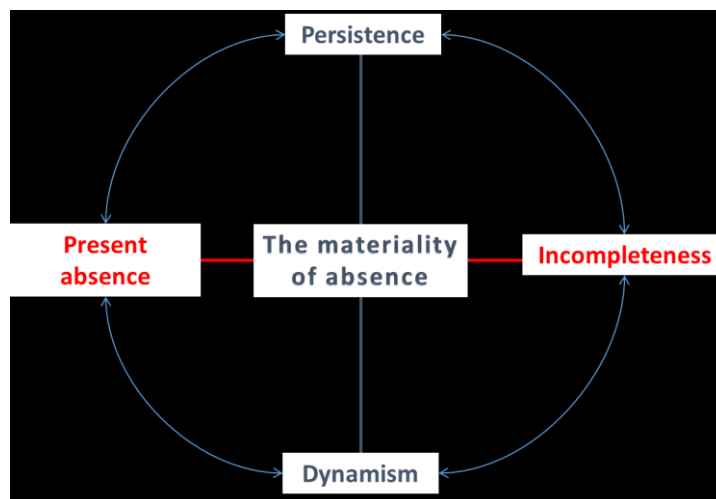 Persistence
Present
absence
The materiality
of absence
Incompleteness
Dynamism